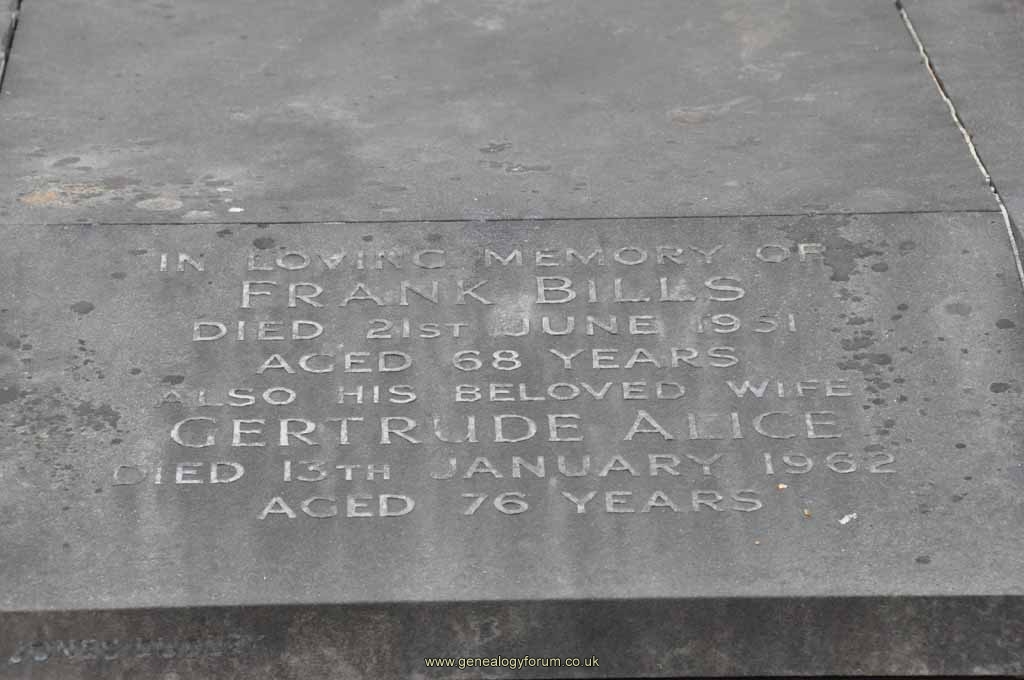 IN LOVING MEMORY OF
FRANK BILLS
DIED 21ST JUNE 1951
AGED 68 YEARS
ALSO HIS BELOVED WIFE
GERTRUDE ALICE
DIED 13TH JANUARY 1962
AGED 76 YEARS
JONES
www.genealogyforum.co.uk